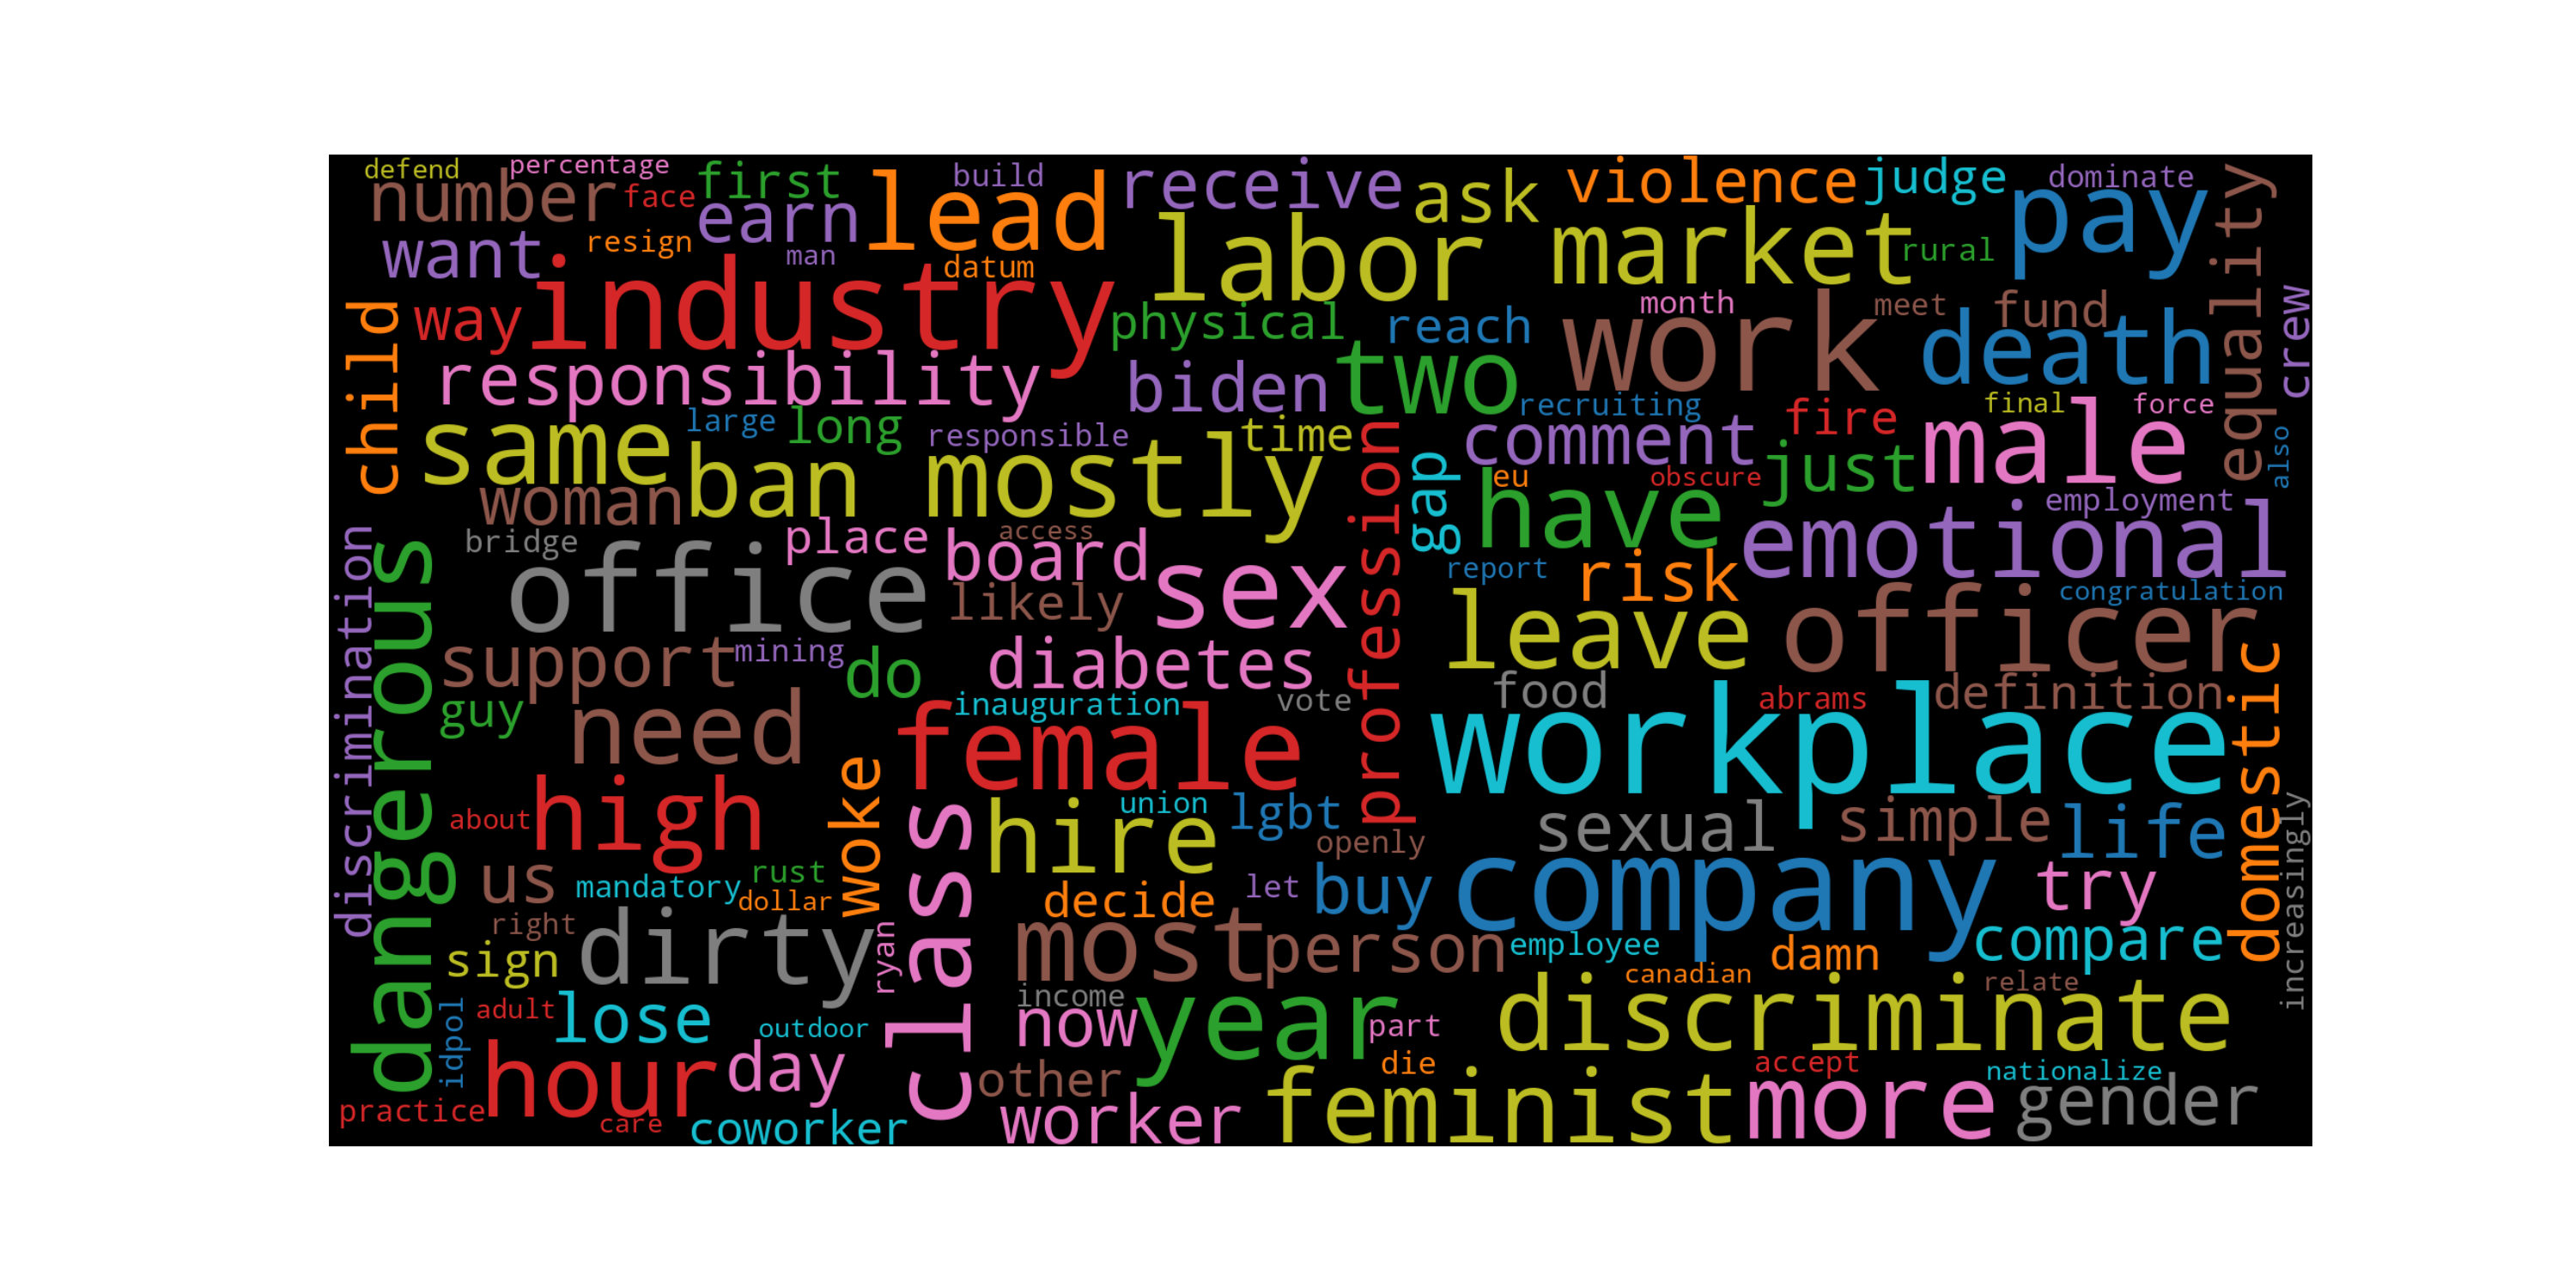 defend
percentage
number
face
first
build
lead
receive
ask
violence
judge
dominate
pay
equality
want
resign
earn
man
datum
labor
market
rural
child
way
industry
physical
reach
month
work
meet
fund
death
crew
responsibility
biden
two
recruiting
fire
final
male
force
same
large
long
responsible
time
comment
just
also
woman
ban
mostly
profession
gap
eu
have
obscure
employment
emotional
discrimination
dangerous
bridge
office
place
access
board
likely
sex
report
risk
congratulation
support
mining
do
diabetes
leave
officer
domestic
guy
need
inauguration
vote
female
food
abrams
definition
workplace
about
high
woke
class
hire
union
lgbt
openly
sexual
simple
life
increasingly
us
mandatory
rust
dollar
decide
let
buy
company
try
right
sign
dirty
ryan
most
person
employee
damn
compare
idpol
adult
lose
outdoor
income
now
year
part
canadian
discriminate
relate
practice
hour
care
day
coworker
other
worker
die
feminist
accept
more
nationalize
gender